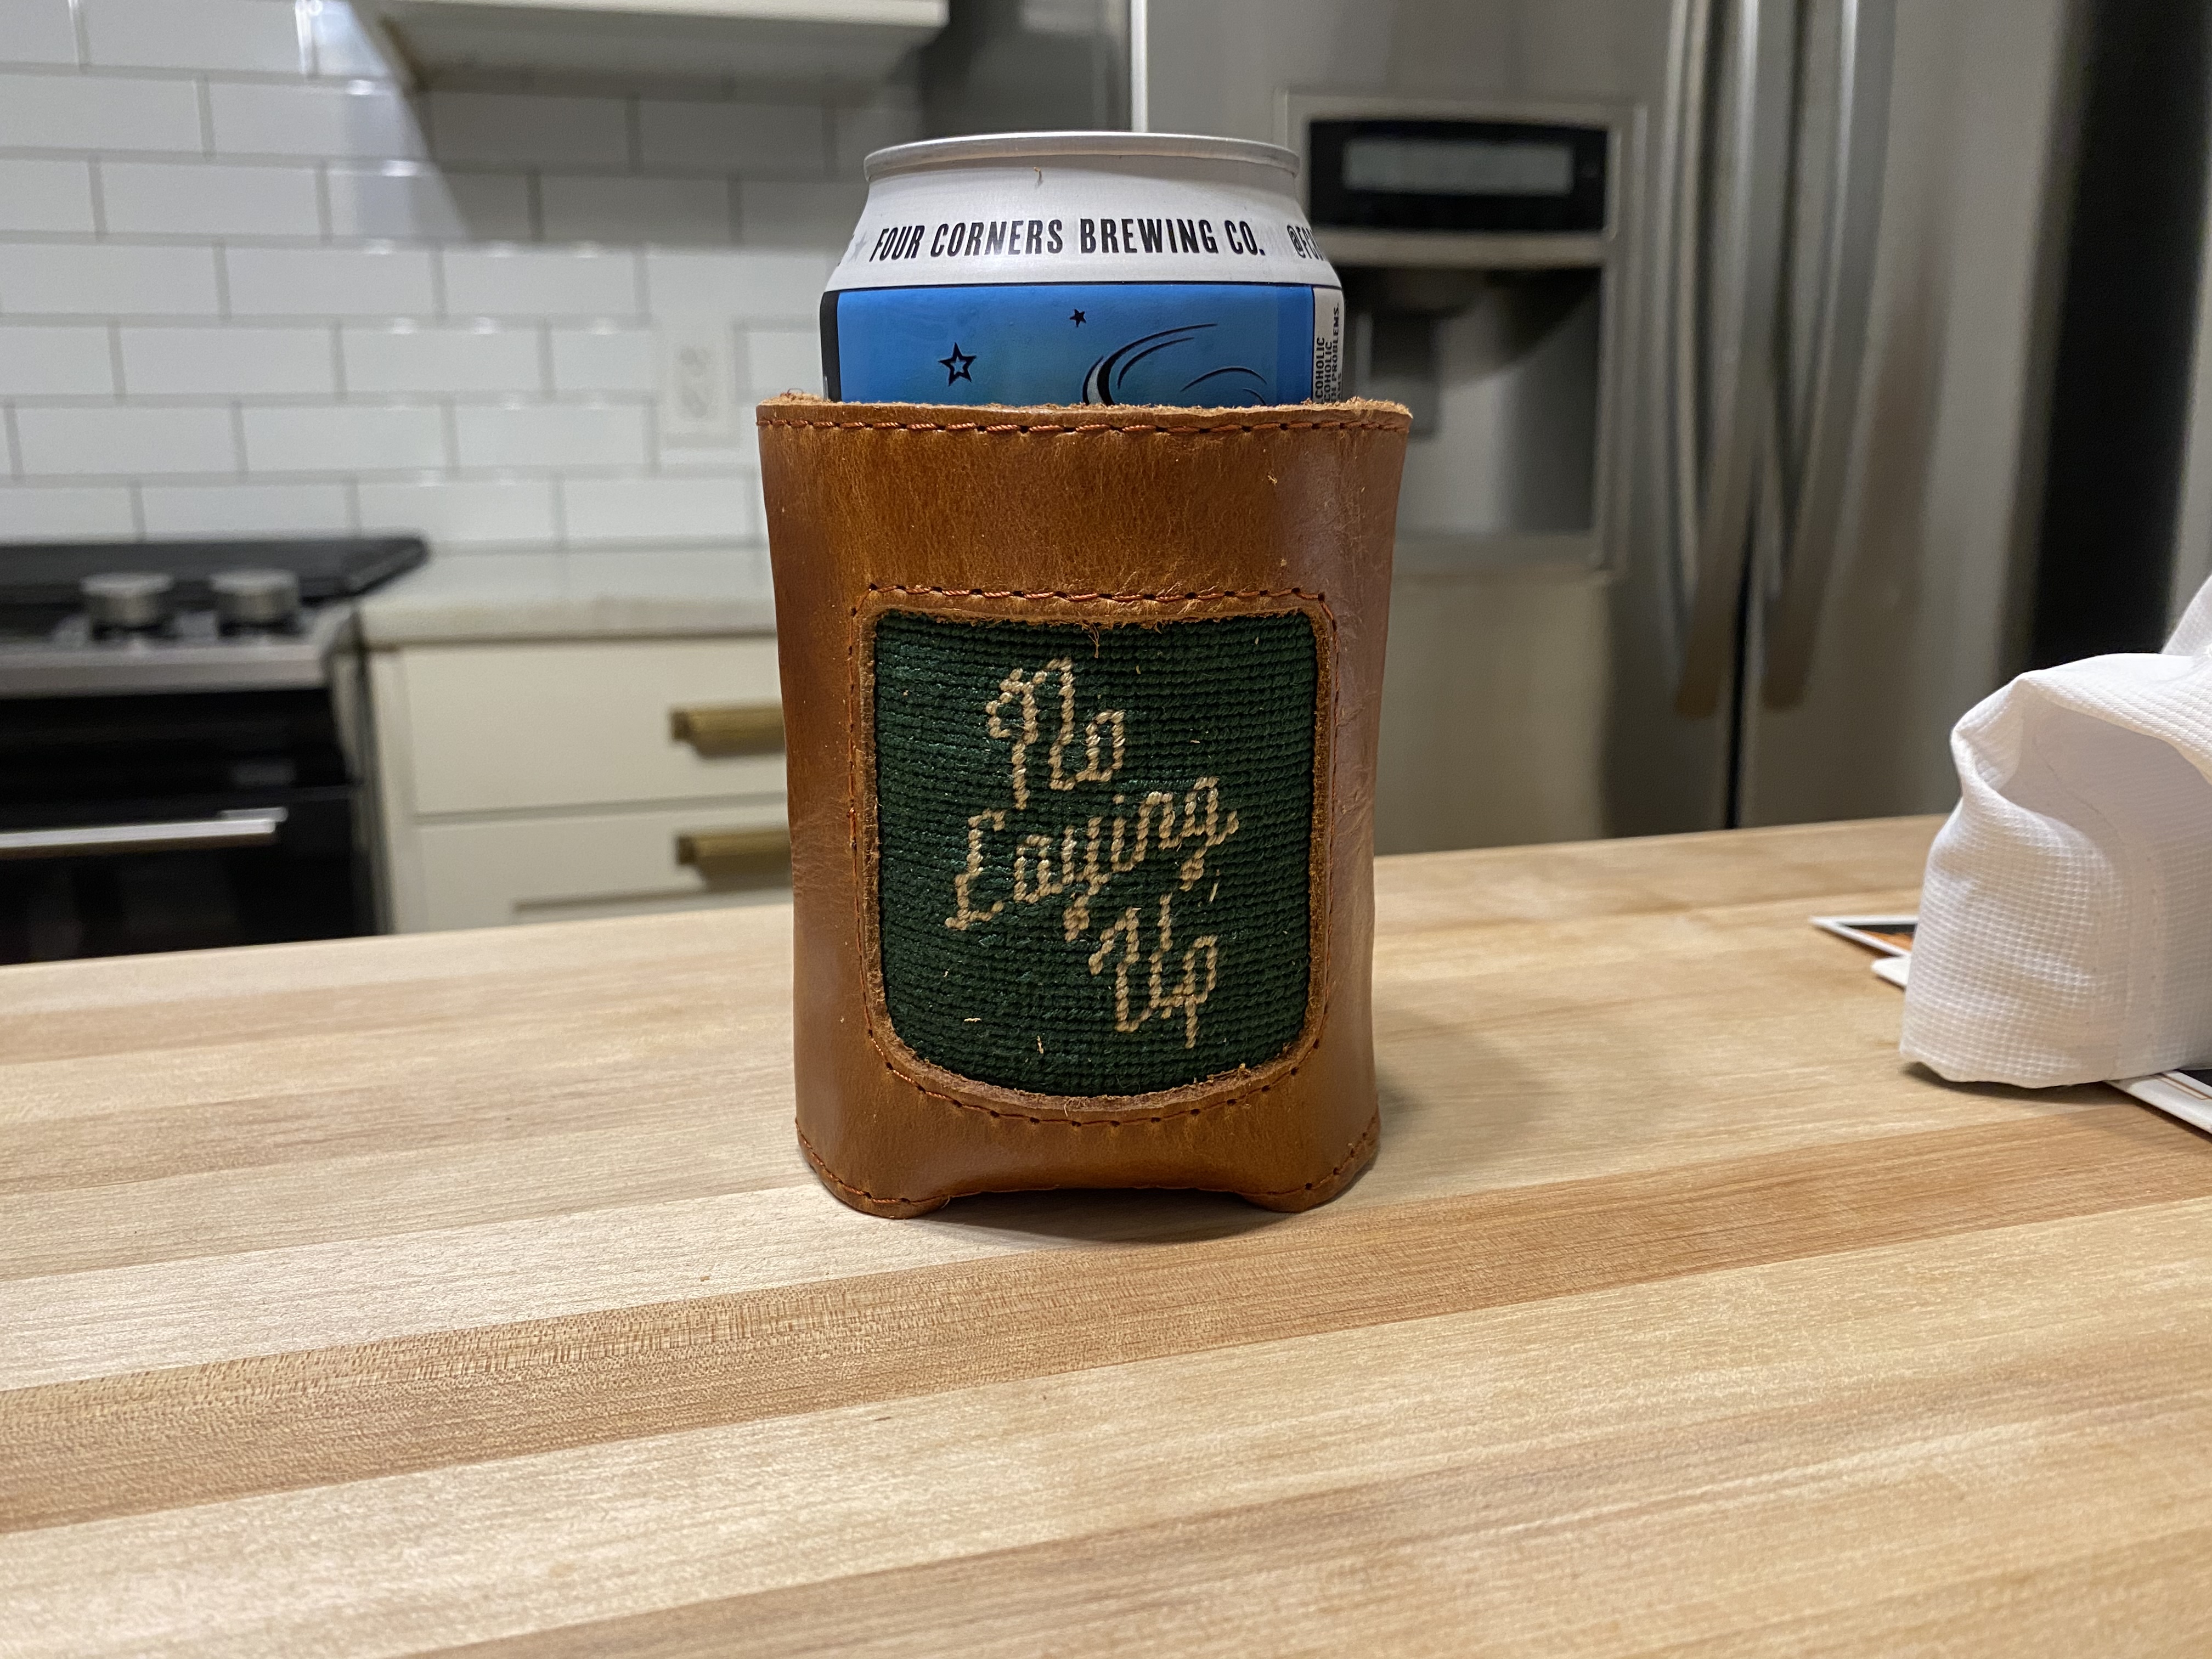 FOUR CORNERS BREWING CO.
No
Laying
Up